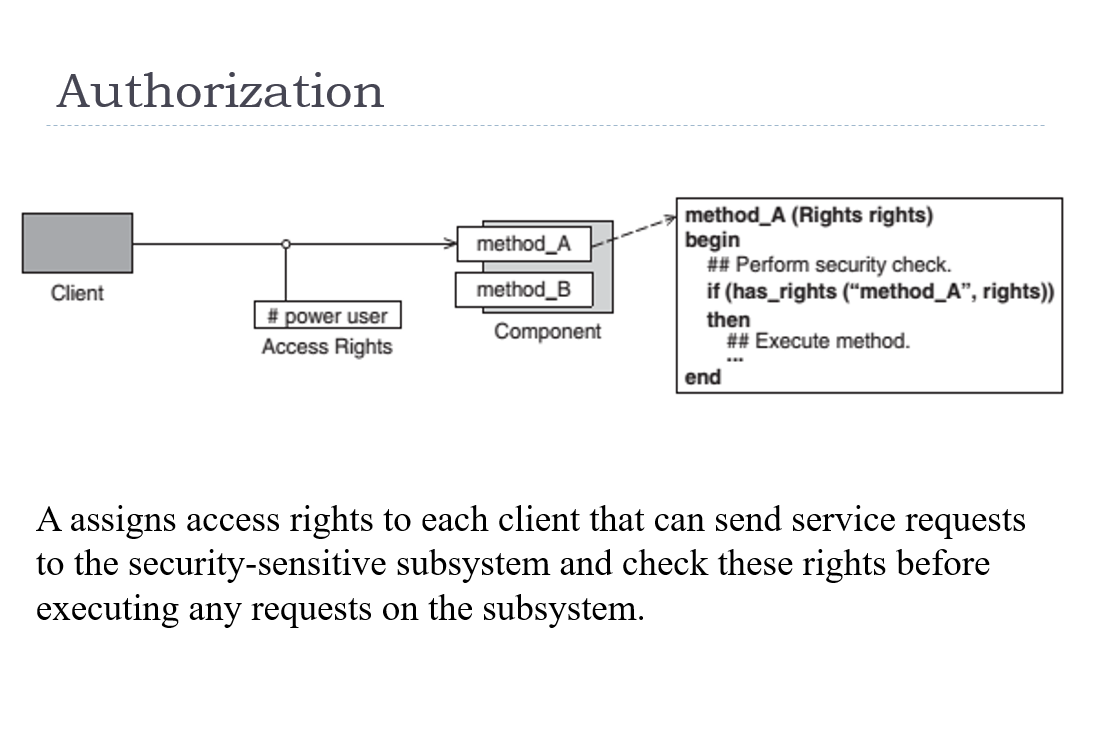 Authorization
Client
# power user
Access Rights
method_A
method_B
Component
method_A (Rights rights)
begin
## Perform security check.
if (has_rights (“method_A”, rights))
then
## Execute method.
...
end
A assigns access rights to each client that can send service requests
to the security-sensitive subsystem and check these rights before
executing any requests on the subsystem.